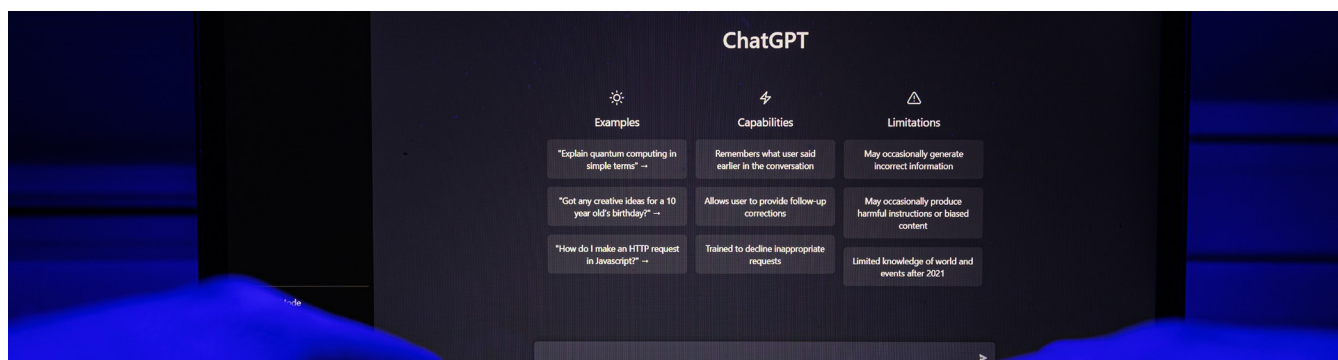 ChatGPT
Examples
"Explain quantum computing in
simple terms" →
"Got any creative ideas for a 10
year old's birthday?" →
"How do I make an HTTP request
in Javascript?" →
Capabilities
Remembers what user said
earlier in the conversation
Allows user to provide follow-up
corrections
Trained to decline inappropriate
requests
Limitations
May occasionally generate
incorrect information
May occasionally produce
harmful instructions or biased
content
Limited knowledge of world and
events after 2021